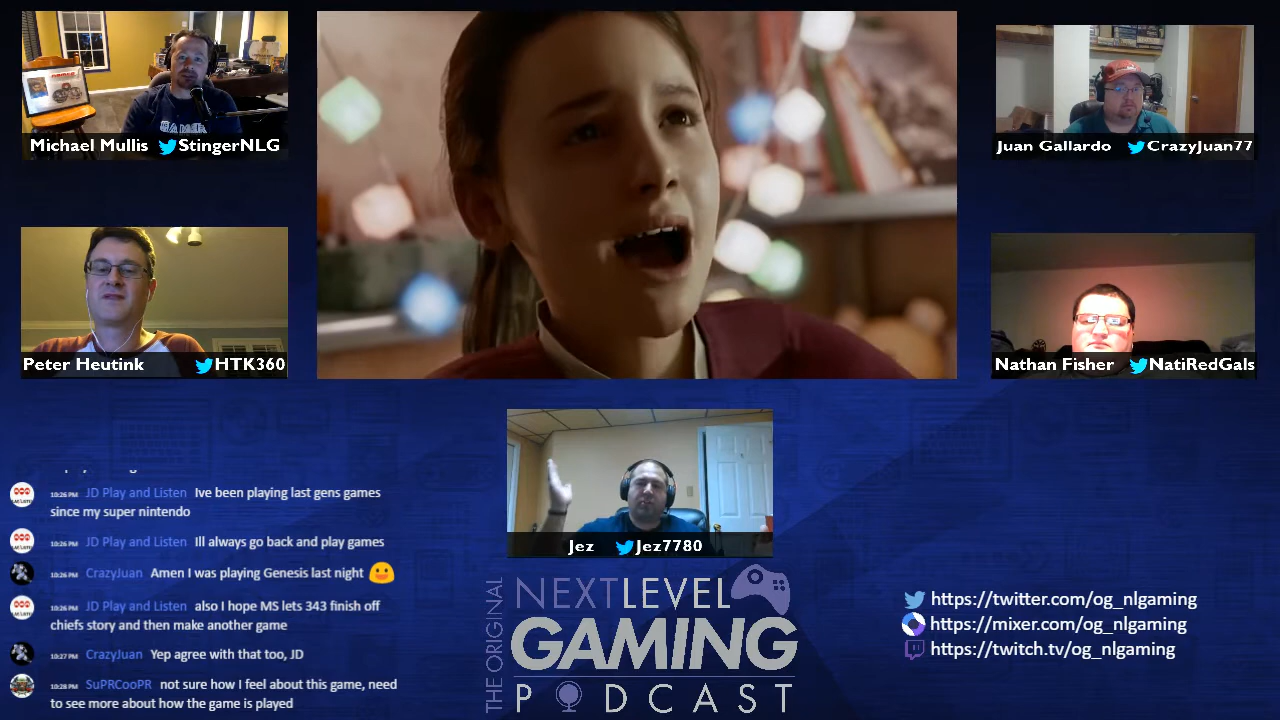 Michael Mullis StingerNLG
Juan Gallardo CrazyJuan77
Peter Heutink HTK360
Nathan Fisher NatiRedGals
Jez Jez7780
10:26 PM JD Play and Listen Ive been playing last gens games
since my super nintendo
10:26 PM JD Play and Listen Ill always go back and play games
10:26 PM CrazyJuan Amen I was playing Genesis last night
10:26 PM JD Play and Listen also I hope MS lets 343 finish off
chiefs story and then make another game
10:27 PM CrazyJuan Yep agree with that too, JD
10:28 PM SuPRCooPR not sure how I feel about this game, need
to see more about how the game is played
THE ORIGINAL
NEXTLEVEL
GAMING
PODCAST
https://twitter.com/og_nlgaming
https://mixer.com/og_nlgaming
https://twitch.tv/og_nlgaming